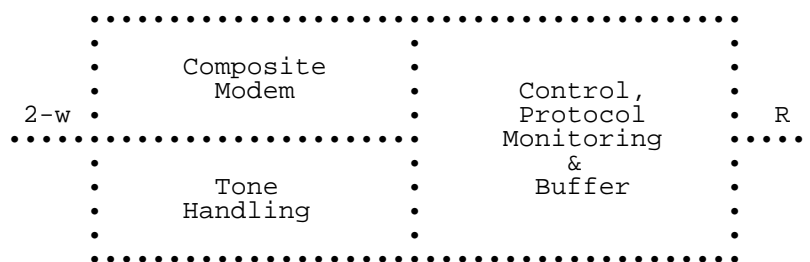 Composite
Modem
2-w
Tone
Handling
Control,
Protocol
Monitoring
&
Buffer
R